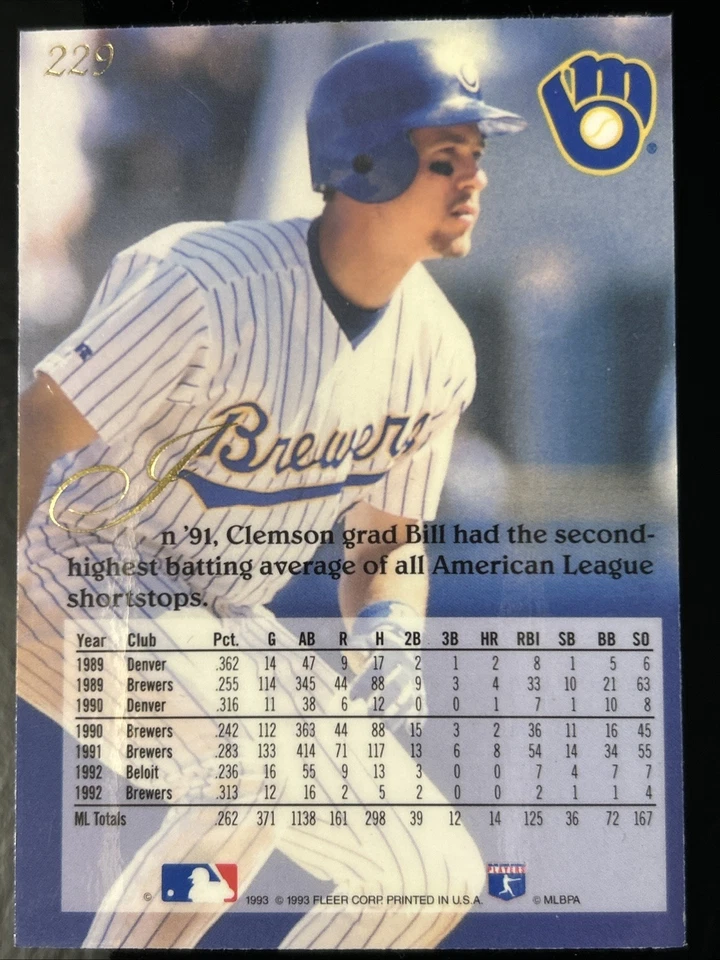 229
Brewers
In '91, Clemson grad Bill had the second-
highest batting average of all American League
shortstops.
Year Club Pct. G AB R H 2B 3B HR RBI SB BB SO
1989 Denver .362 14 47 9 17 2 1 2 8 1 5 6
1989 Brewers .255 114 345 44 88 9 3 4 33 10 21 63
1990 Denver .316 11 38 6 12 0 0 1 7 1 10 8
1990 Brewers .242 112 363 44 88 15 3 2 36 11 16 45
1991 Brewers .283 133 414 71 117 13 6 8 54 14 34 55
1992 Beloit .236 16 55 9 13 3 0 0 7 4 7 7
1992 Brewers .313 12 16 2 5 2 0 0 2 1 1 4
ML Totals .262 371 1138 161 298 39 12 14 125 36 72 167
© 1993 © 1993 FLEER CORP. PRINTED IN U.S.A. PLAYERS © MLBPA